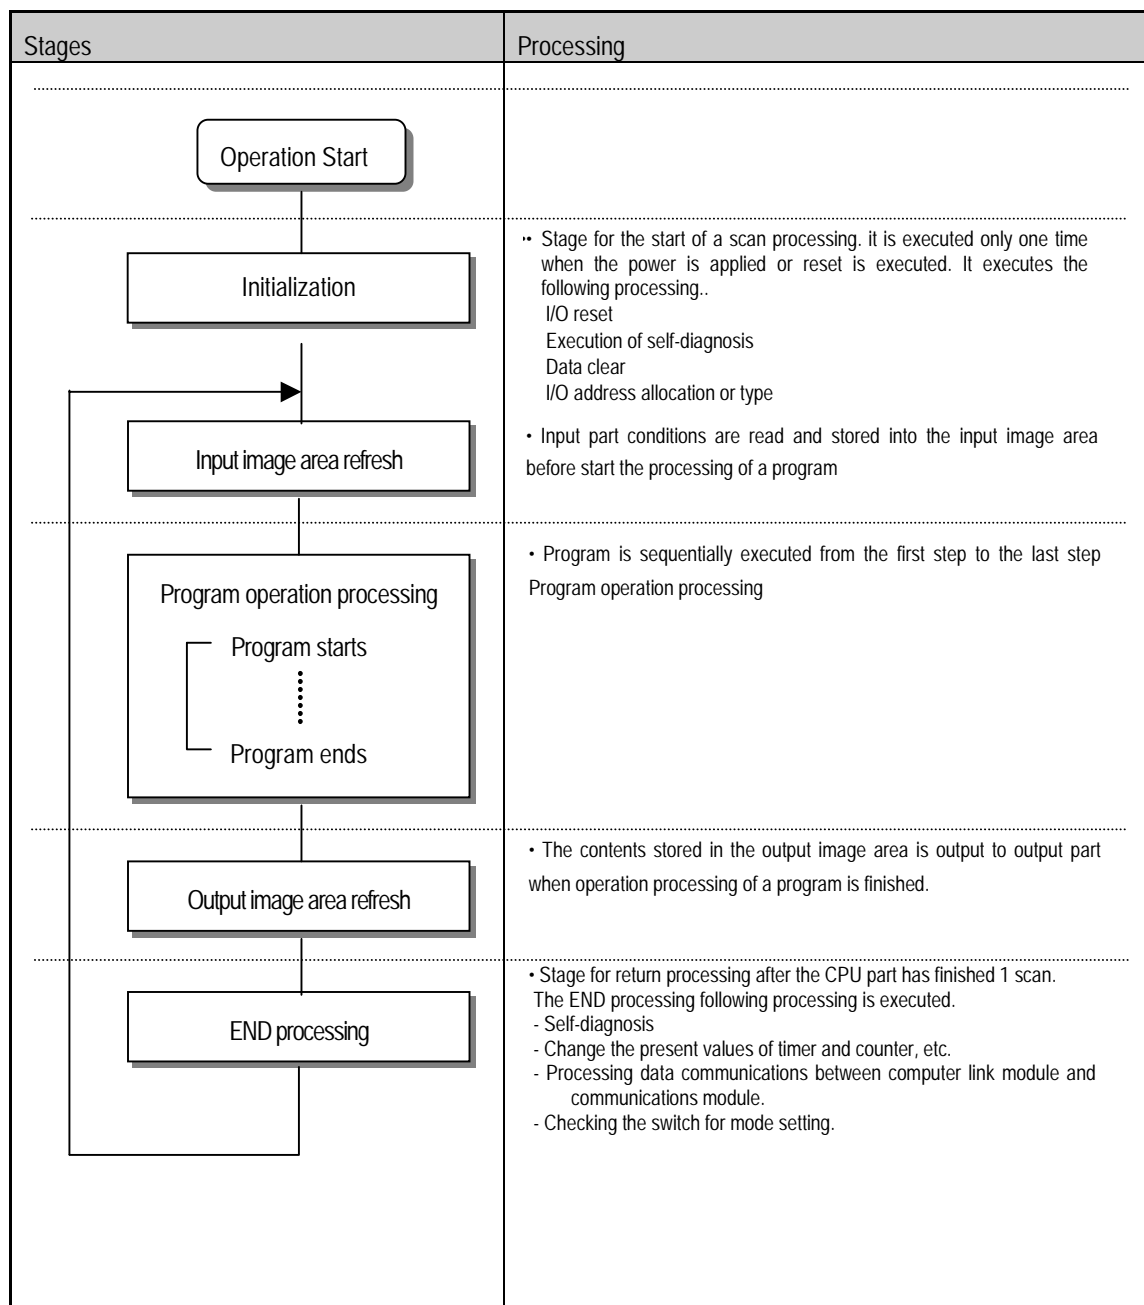 Stages
Processing
Operation Start
Initialization
• Stage for the start of a scan processing. it is executed only one time
when the power is applied or reset is executed. It executes the
following processing..
I/O reset
Execution of self-diagnosis
Data clear
I/O address allocation or type
Input image area refresh
• Input part conditions are read and stored into the input image area
before start the processing of a program
Program operation processing
Program starts
Program ends
• Program is sequentially executed from the first step to the last step
Program operation processing
Output image area refresh
• The contents stored in the output image area is output to output part
when operation processing of a program is finished.
END processing
• Stage for return processing after the CPU part has finished 1 scan.
The END processing following processing is executed.
- Self-diagnosis
- Change the present values of timer and counter, etc.
- Processing data communications between computer link module and
communications module.
- Checking the switch for mode setting.